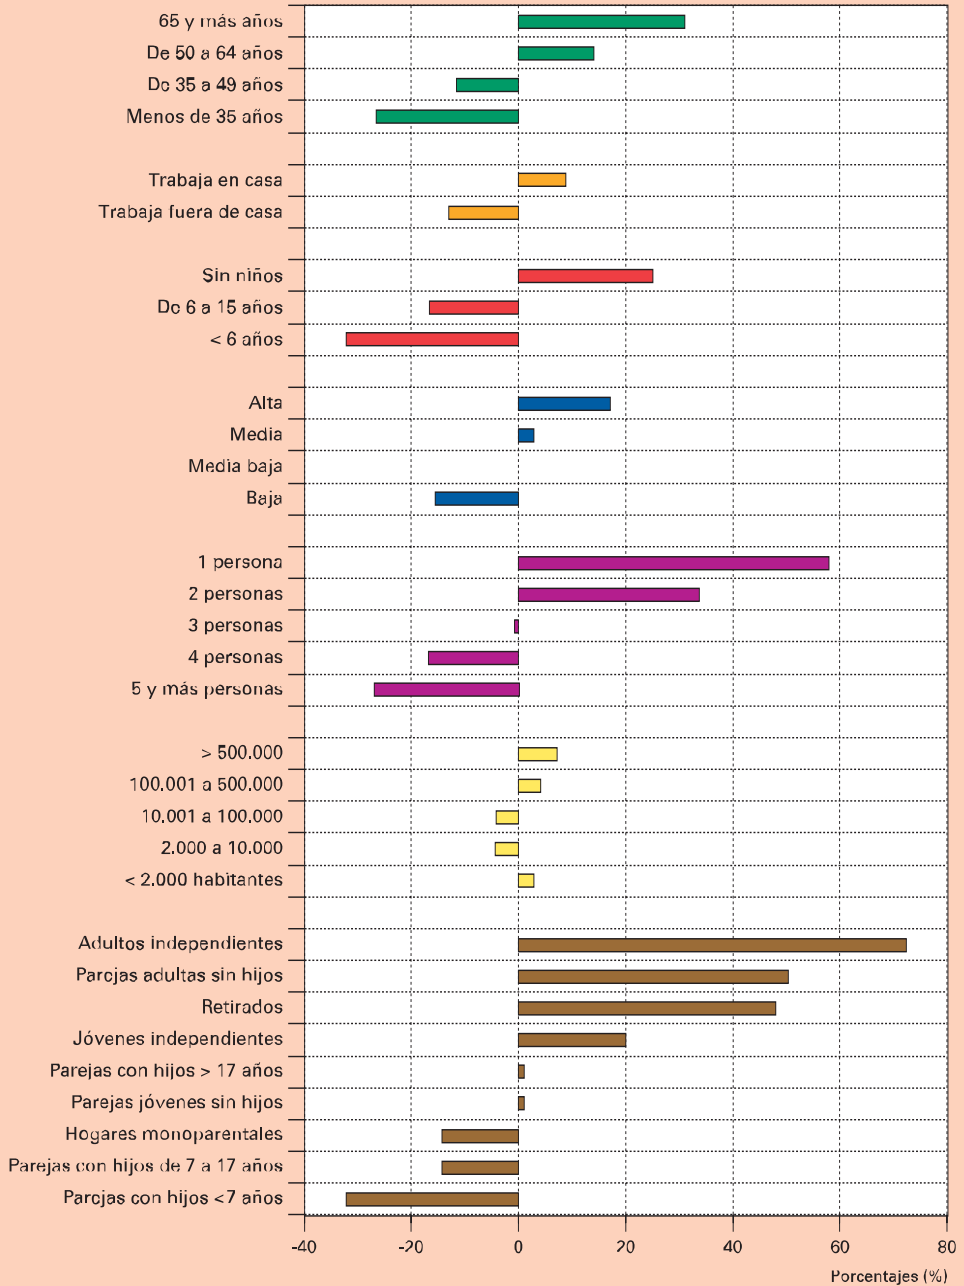 65 y más años
De 50 a 64 años
De 35 a 49 años
Menos de 35 años
Trabaja en casa
Trabaja fuera de casa
Sin niños
De 6 a 15 años
< 6 años
Alta
Media
Media baja
Baja
1 persona
2 personas
3 personas
4 personas
5 y más personas
> 500.000
100.001 a 500.000
10.001 a 100.000
2.000 a 10.000
< 2.000 habitantes
Adultos independientes
Parejas adultas sin hijos
Retirados
Jóvenes independientes
Parejas con hijos > 17 años
Parejas jóvenes sin hijos
Hogares monoparentales
Parejas con hijos de 7 a 17 años
Parejas con hijos <7 años
-40 -20 0 20 40 60 80
Porcentajes (%)